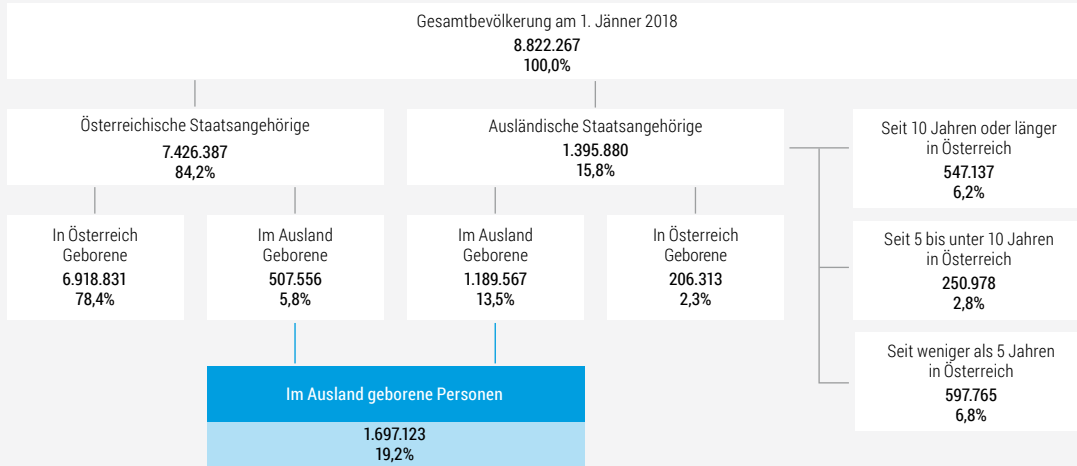 Gesamtbevölkerung am 1. Jänner 2018
8.822.267
100,0%
Österreichische Staatsangehörige
7.426.387
84,2%
Ausländische Staatsangehörige
1.395.880
15,8%
Seit 10 Jahren oder länger
in Österreich
547.137
6,2%
In Österreich
Geborene
6.918.831
78,4%
Im Ausland
Geborene
507.556
5,8%
Im Ausland
Geborene
1.189.567
13,5%
In Österreich
Geborene
206.313
2,3%
Seit 5 bis unter 10 Jahren
in Österreich
250.978
2,8%
Seit weniger als 5 Jahren
in Österreich
597.765
6,8%
Im Ausland geborene Personen
1.697.123
19,2%